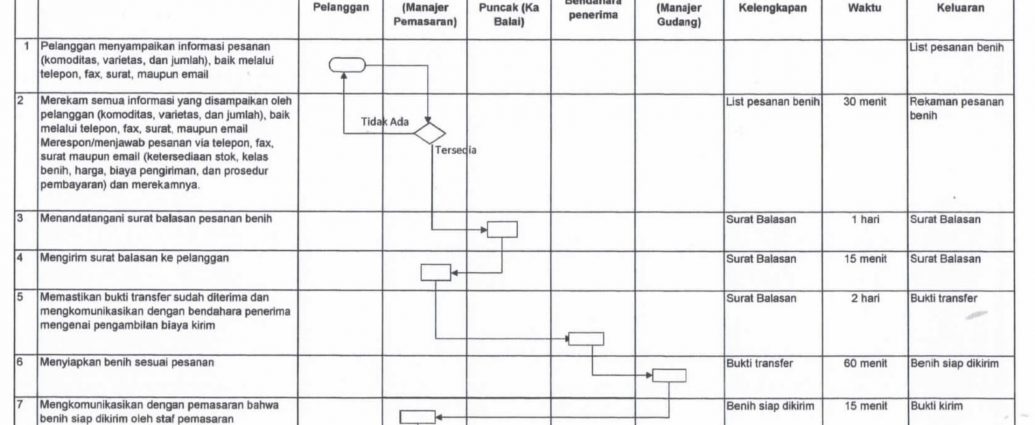 Pelanggan
(Manajer
Pemasaran)
Puncak (Ka
Balai)
Bendahara
penerima
(Manajer
Gudang)
Kelengkapan
Waktu
Keluaran
1
Pelanggan menyampaikan informasi pesanan
(komoditas, varietas, dan jumlah), baik melalui
telepon, fax, surat, maupun email
List pesanan benih
2
Merekam semua informasi yang disampaikan oleh
pelanggan (komoditas, varietas, dan jumlah), baik
melalui telepon, fax, surat, maupun email
Merespon/menjawab pesanan via telepon, fax,
surat maupun email (ketersediaan stok, kelas
benih, harga, biaya pengiriman, dan prosedur
pembayaran) dan merekamnya.
Tidak Ada
Tersedia
List pesanan benih
30 menit
Rekaman pesanan
benih
3
Menandatangani surat balasan pesanan benih
Surat Balasan
1 hari
Surat Balasan
4
Mengirim surat balasan ke pelanggan
Surat Balasan
15 menit
Surat Balasan
5
Memastikan bukti transfer sudah diterima dan
mengkomunikasikan dengan bendahara penerima
mengenai pengambilan biaya kirim
Surat Balasan
2 hari
Bukti transfer
6
Menyiapkan benih sesuai pesanan
Bukti transfer
60 menit
Benih siap dikirim
7
Mengkomunikasikan dengan pemasaran bahwa
benih siap dikirim oleh staf pemasaran
Benih siap dikirim
15 menit
Bukti kirim